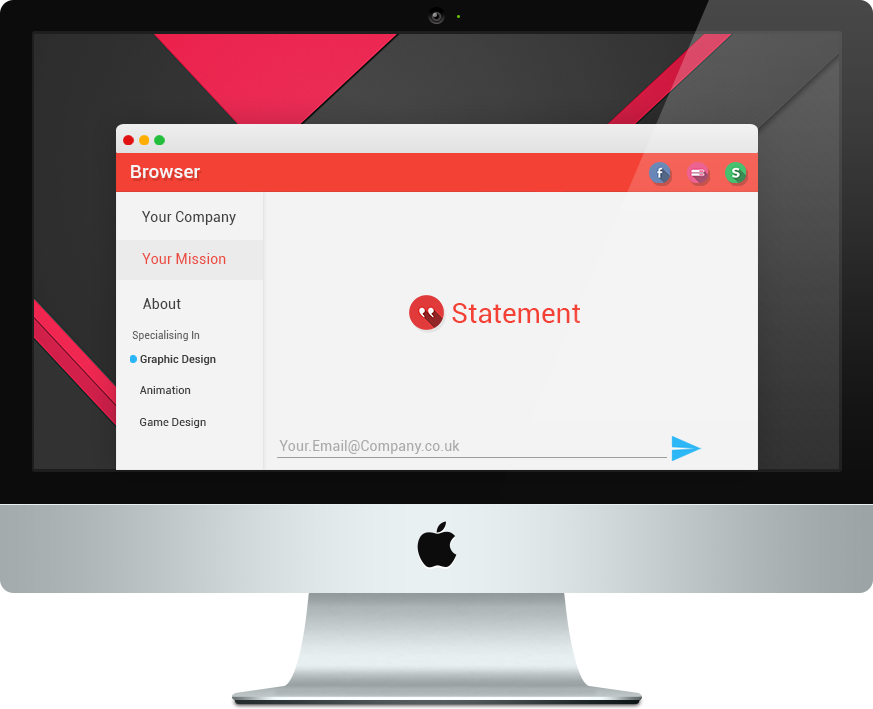 Browser
f
S
Your Company
Your Mission
About
Specialising In
Graphic Design
Animation
Game Design
Statement
Your.Email@Company.co.uk